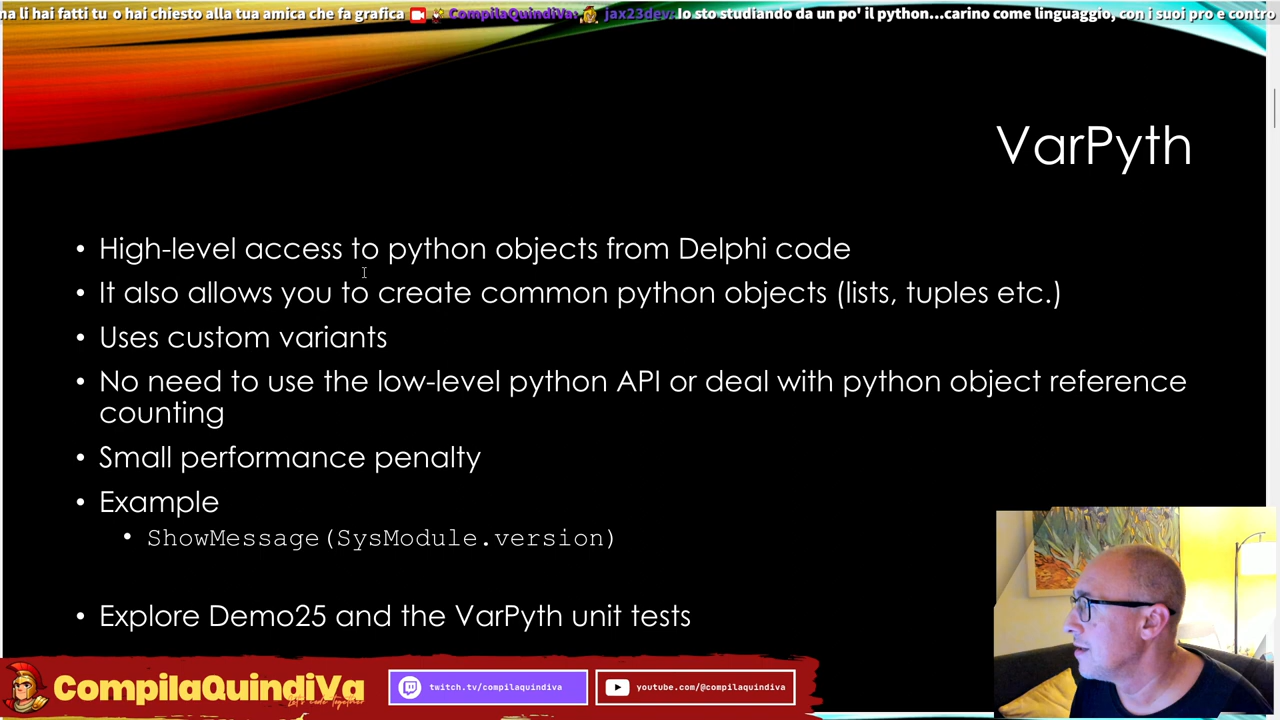 na li hai fatti tu o hai chiesto alla tua amica che fa grafica CompilaQuindiVa: jax23dev: Io sto studiando da un po' il python...carino come linguaggio, con i suoi pro e contro
VarPyth
• High-level access to python objects from Delphi code
• It also allows you to create common python objects (lists, tuples etc.)
• Uses custom variants
• No need to use the low-level python API or deal with python object reference
counting
• Small performance penalty
• Example
• ShowMessage(SysModule.version)
• Explore Demo25 and the VarPyth unit tests
CompilaQuindiVa
Let's code together
twitch.tv/compilaquindiva
youtube.com/@compilaquindiva